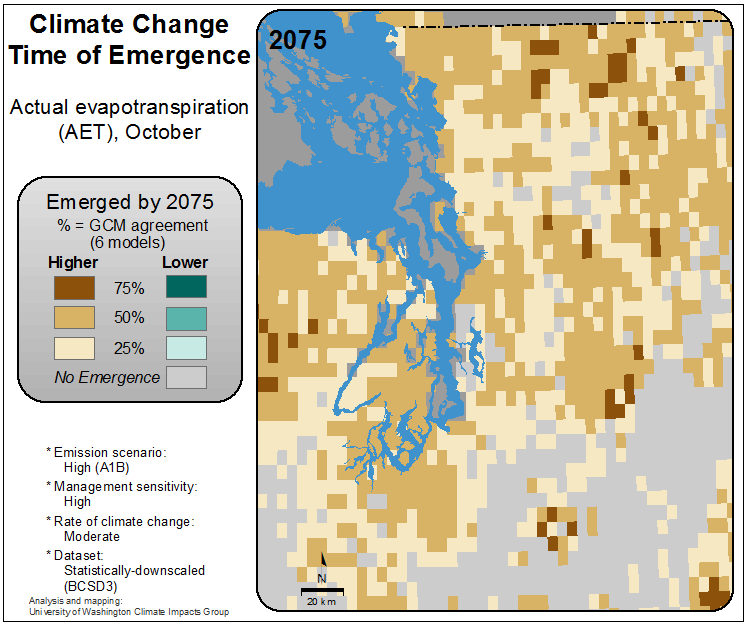 Climate Change
Time of Emergence
Actual evapotranspiration
(AET), October
Emerged by 2075
% = GCM agreement
(6 models)
Higher Lower
75%
50%
25%
No Emergence
* Emission scenario:
High (A1B)
* Management sensitivity:
High
* Rate of climate change:
Moderate
* Dataset:
Statistically-downscaled
(BCSD3)
Analysis and mapping:
University of Washington Climate Impacts Group
2075
N
20 km